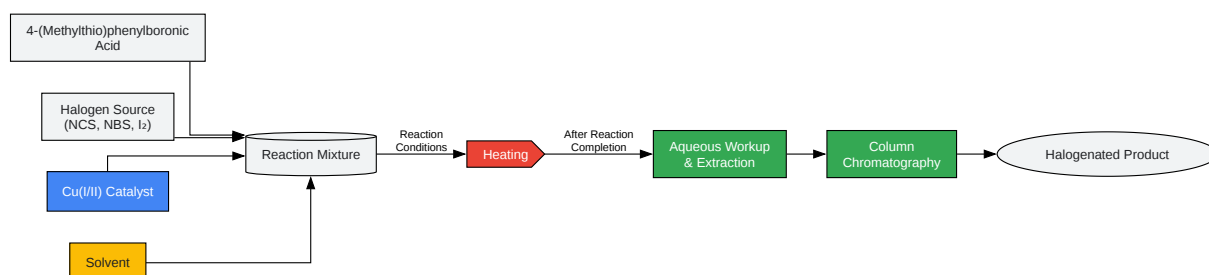 4-(Methylthio)phenylboronic
Acid
Halogen Source
(NCS, NBS, I₂)
Cu(I/II) Catalyst
Solvent
Reaction Mixture
Reaction
Conditions
Heating
After Reaction
Completion
Aqueous Workup
& Extraction
Column
Chromatography
Halogenated Product